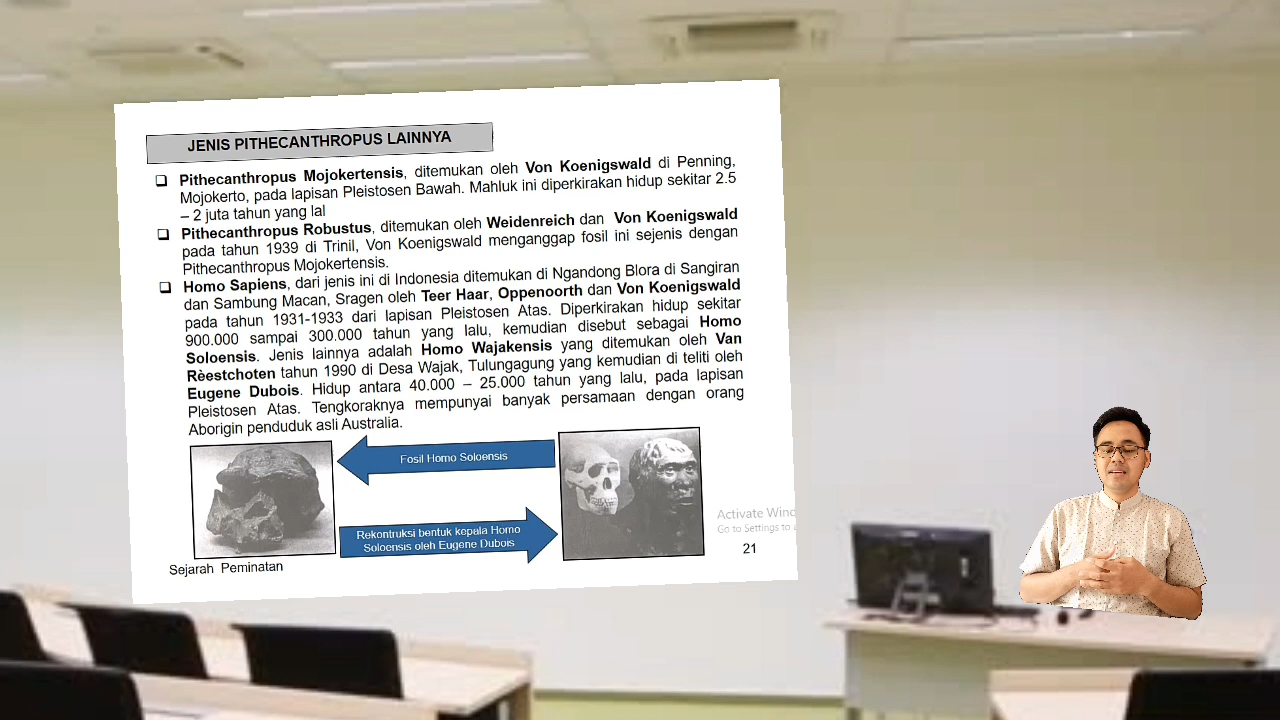 JENIS PITHECANTHROPUS LAINNYA
❑ Pithecanthropus Mojokertensis, ditemukan oleh Von Koenigswald di Penning,
Mojokerto, pada lapisan Pleistosen Bawah. Mahluk ini diperkirakan hidup sekitar 2.5
– 2 juta tahun yang lal
❑ Pithecanthropus Robustus, ditemukan oleh Weidenreich dan Von Koenigswald
pada tahun 1939 di Trinil, Von Koenigswald menganggap fosil ini sejenis dengan
Pithecanthropus Mojokertensis.
❑ Homo Sapiens, dari jenis ini di Indonesia ditemukan di Ngandong Blora di Sangiran
dan Sambung Macan, Sragen oleh Teer Haar, Oppenoorth dan Von Koenigswald
pada tahun 1931-1933 dari lapisan Pleistosen Atas. Diperkirakan hidup sekitar
900.000 sampai 300.000 tahun yang lalu, kemudian disebut sebagai Homo
Soloensis. Jenis lainnya adalah Homo Wajakensis yang ditemukan oleh Van
Rèestchoten tahun 1990 di Desa Wajak, Tulungagung yang kemudian di teliti oleh
Eugene Dubois. Hidup antara 40.000 – 25.000 tahun yang lalu, pada lapisan
Pleistosen Atas. Tengkoraknya mempunyai banyak persamaan dengan orang
Aborigin penduduk asli Australia.
Fosil Homo Soloensis
Rekontruksi bentuk kepala Homo
Soloensis oleh Eugene Dubois
Activate Wind
Go to Settings to a
21
Sejarah Peminatan